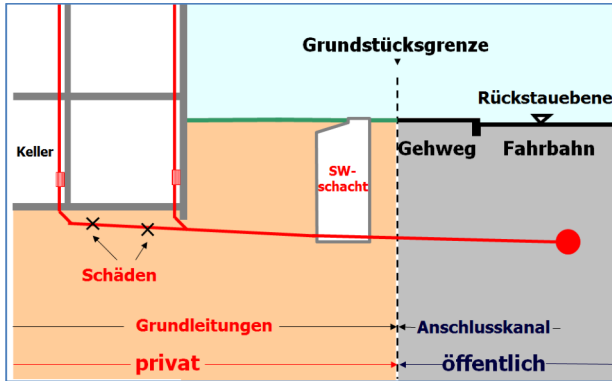 Grundstücksgrenze
Rückstauebene
Keller
Gehweg
Fahrbahn
SW-
schacht
Schäden
Grundleitungen
Anschlusskanal
privat
öffentlich